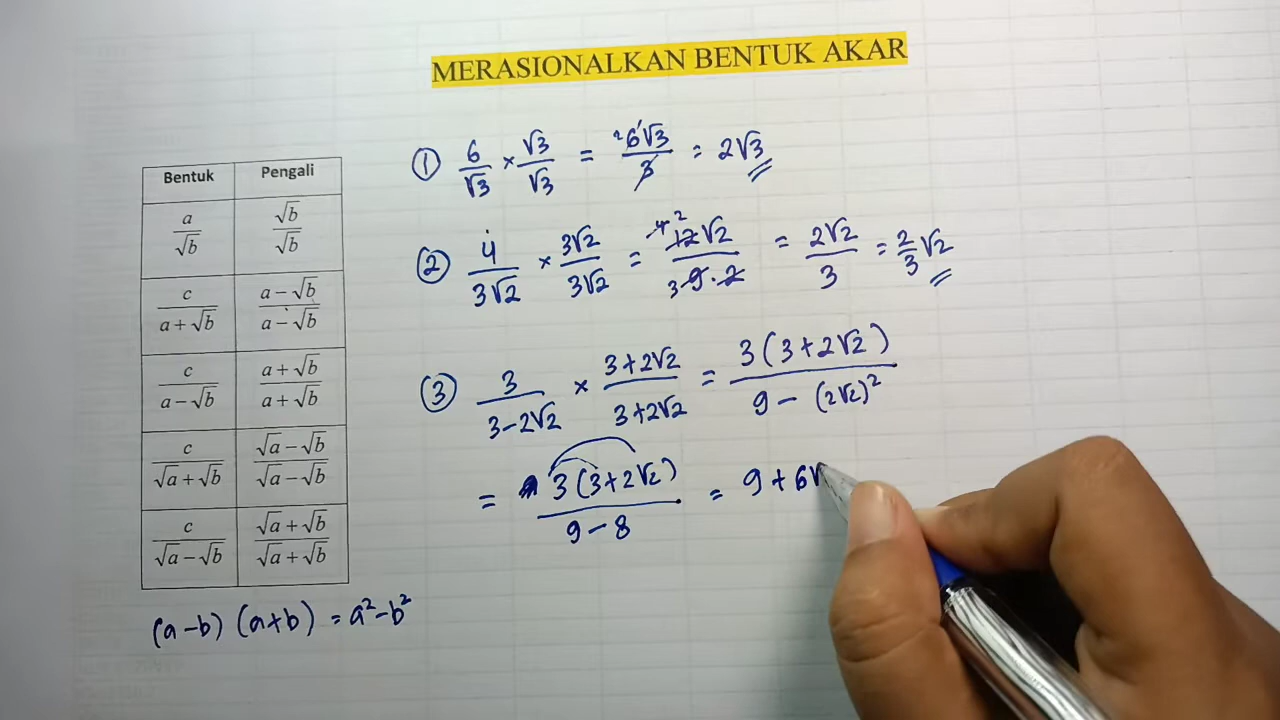 MERASIONALKAN BENTUK AKAR
Bentuk Pengali
a/√b √b/√b
c/(a + √b) (a − √b)/(a − √b)
c/(a − √b) (a + √b)/(a + √b)
c/(√a + √b) (√a − √b)/(√a − √b)
c/(√a − √b) (√a + √b)/(√a + √b)
(a − b) (a + b) = a² − b²
① 6/√3 × √3/√3 = ²6√3/3 = 2√3
② 4/3√2 × 3√2/3√2 = 4 2 12√2/3 9 · 2 = 2√2/3 = 2/3 √2
③ 3/(3 − 2√2) × (3 + 2√2)/(3 + 2√2) = 3(3 + 2√2)/(9 − (2√2)²)
= 3(3 + 2√2)/(9 − 8) = 9 + 6√